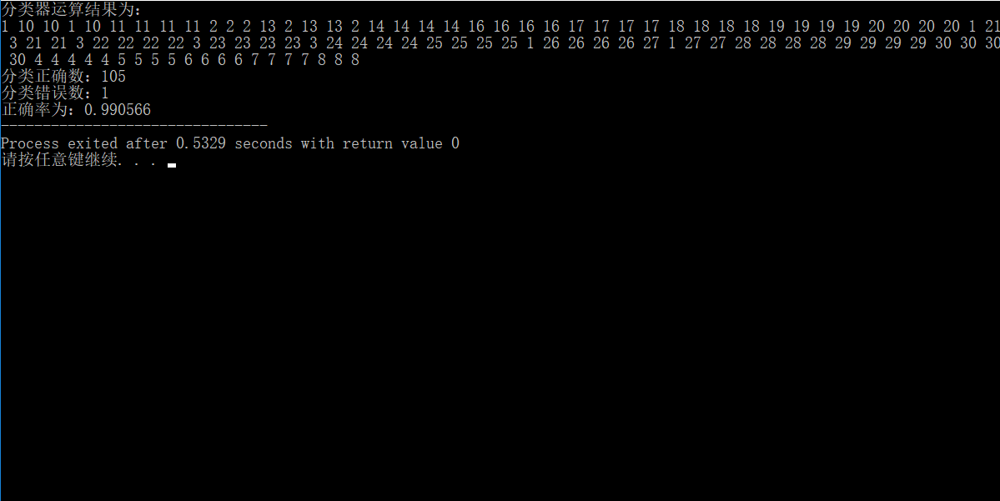 分类器运算结果为:
1 10 10 1 10 11 11 11 11 2 2 2 13 2 13 13 2 14 14 14 14 16 16 16 16 17 17 17 17 18 18 18 18 19 19 19 19 20 20 20 20 1 21
3 21 21 3 22 22 22 22 3 23 23 23 23 3 24 24 24 24 25 25 25 25 1 26 26 26 26 27 1 27 27 28 28 28 28 29 29 29 29 30 30 30
30 4 4 4 4 4 5 5 5 5 6 6 6 6 7 7 7 7 8 8 8
分类正确数: 105
分类错误数: 1
正确率为: 0.990566
--------------------------------
Process exited after 0.5329 seconds with return value 0
请按任意键继续. . .